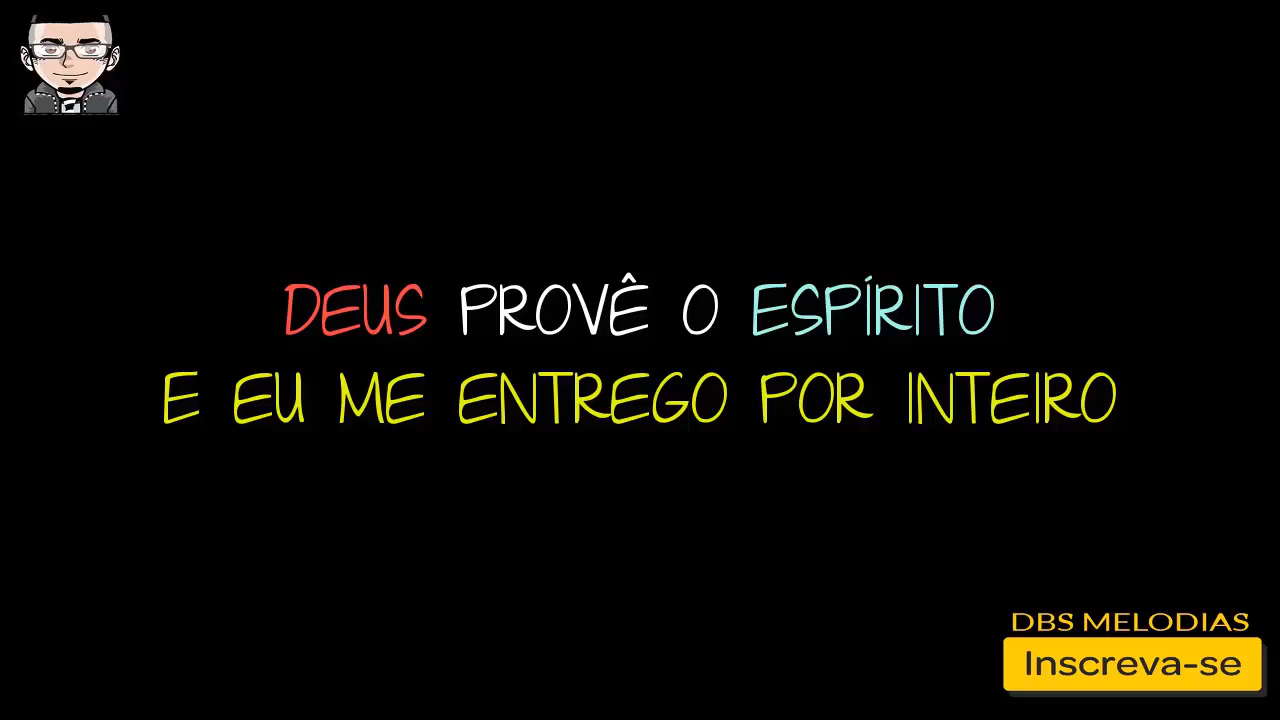 DEUS PROVÊ O ESPÍRITO
E EU ME ENTREGO POR INTEIRO
DBS MELODIAS
Inscreva-se